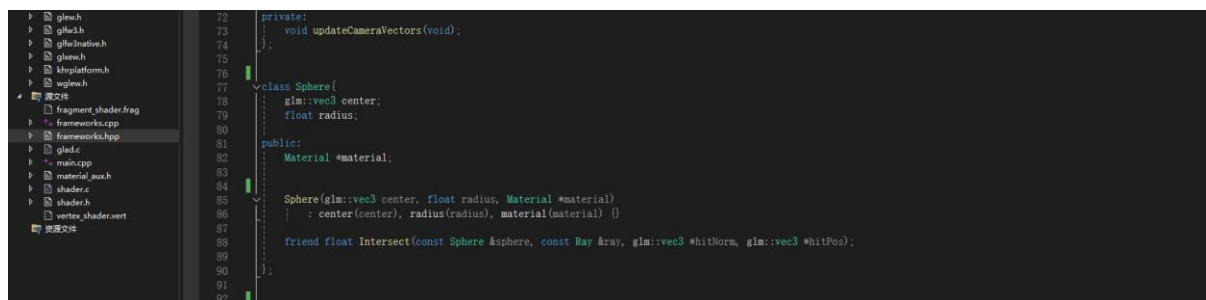 glew.h
glfw3.h
glfw3native.h
glxew.h
khrplatform.h
wglew.h
源文件
fragment_shader.frag
frameworks.cpp
frameworks.hpp
glad.c
main.cpp
material_aux.h
shader.c
shader.h
vertex_shader.vert
资源文件
72 private:
73 void updateCameraVectors(void);
74 };
75
76
77 class Sphere{
78 glm::vec3 center;
79 float radius;
80
81 public:
82 Material *material;
83
84
85 Sphere(glm::vec3 center, float radius, Material *material)
86 : center(center), radius(radius), material(material) {}
87
88 friend float Intersect(const Sphere &sphere, const Ray &ray, glm::vec3 *hitNorm, glm::vec3 *hitPos);
89
90 };
91
92